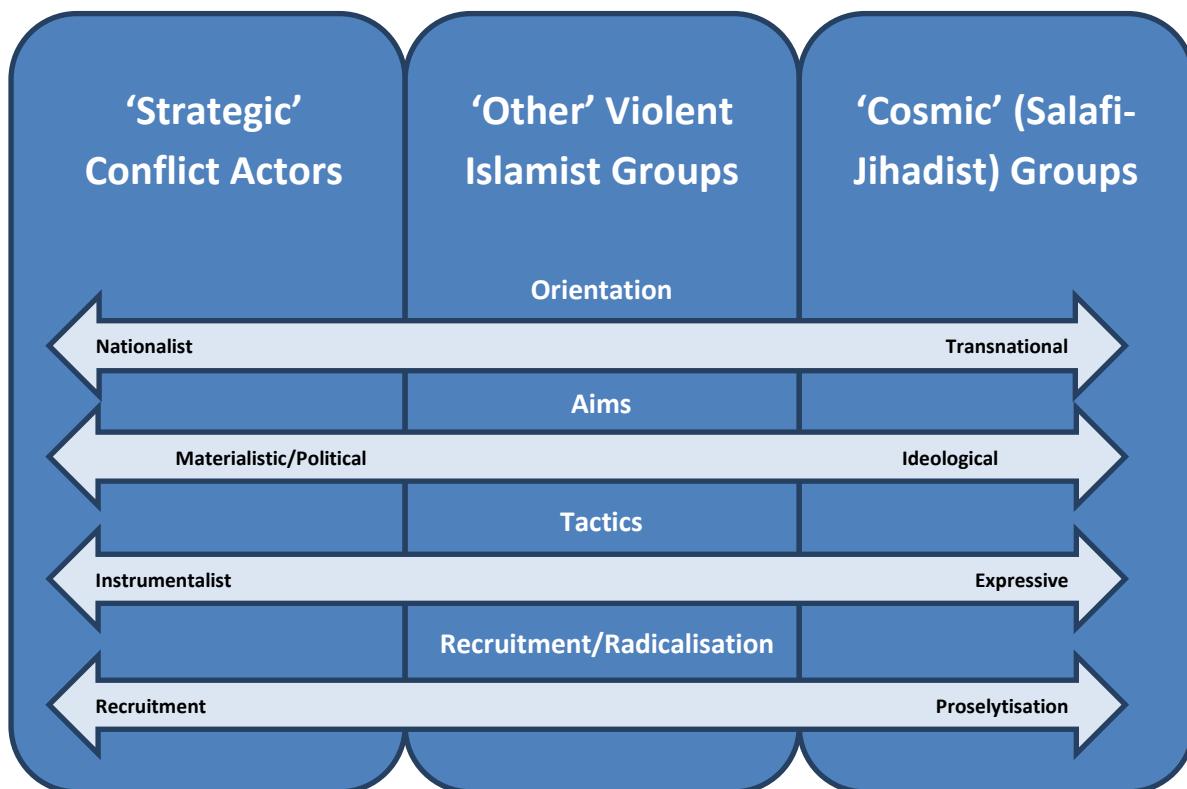 ‘Strategic’
Conflict Actors
‘Other’ Violent
Islamist Groups
‘Cosmic’ (Salafi-
Jihadist) Groups
Orientation
Nationalist
Transnational
Aims
Materialistic/Political
Ideological
Tactics
Instrumentalist
Expressive
Recruitment/Radicalisation
Recruitment
Proselytisation